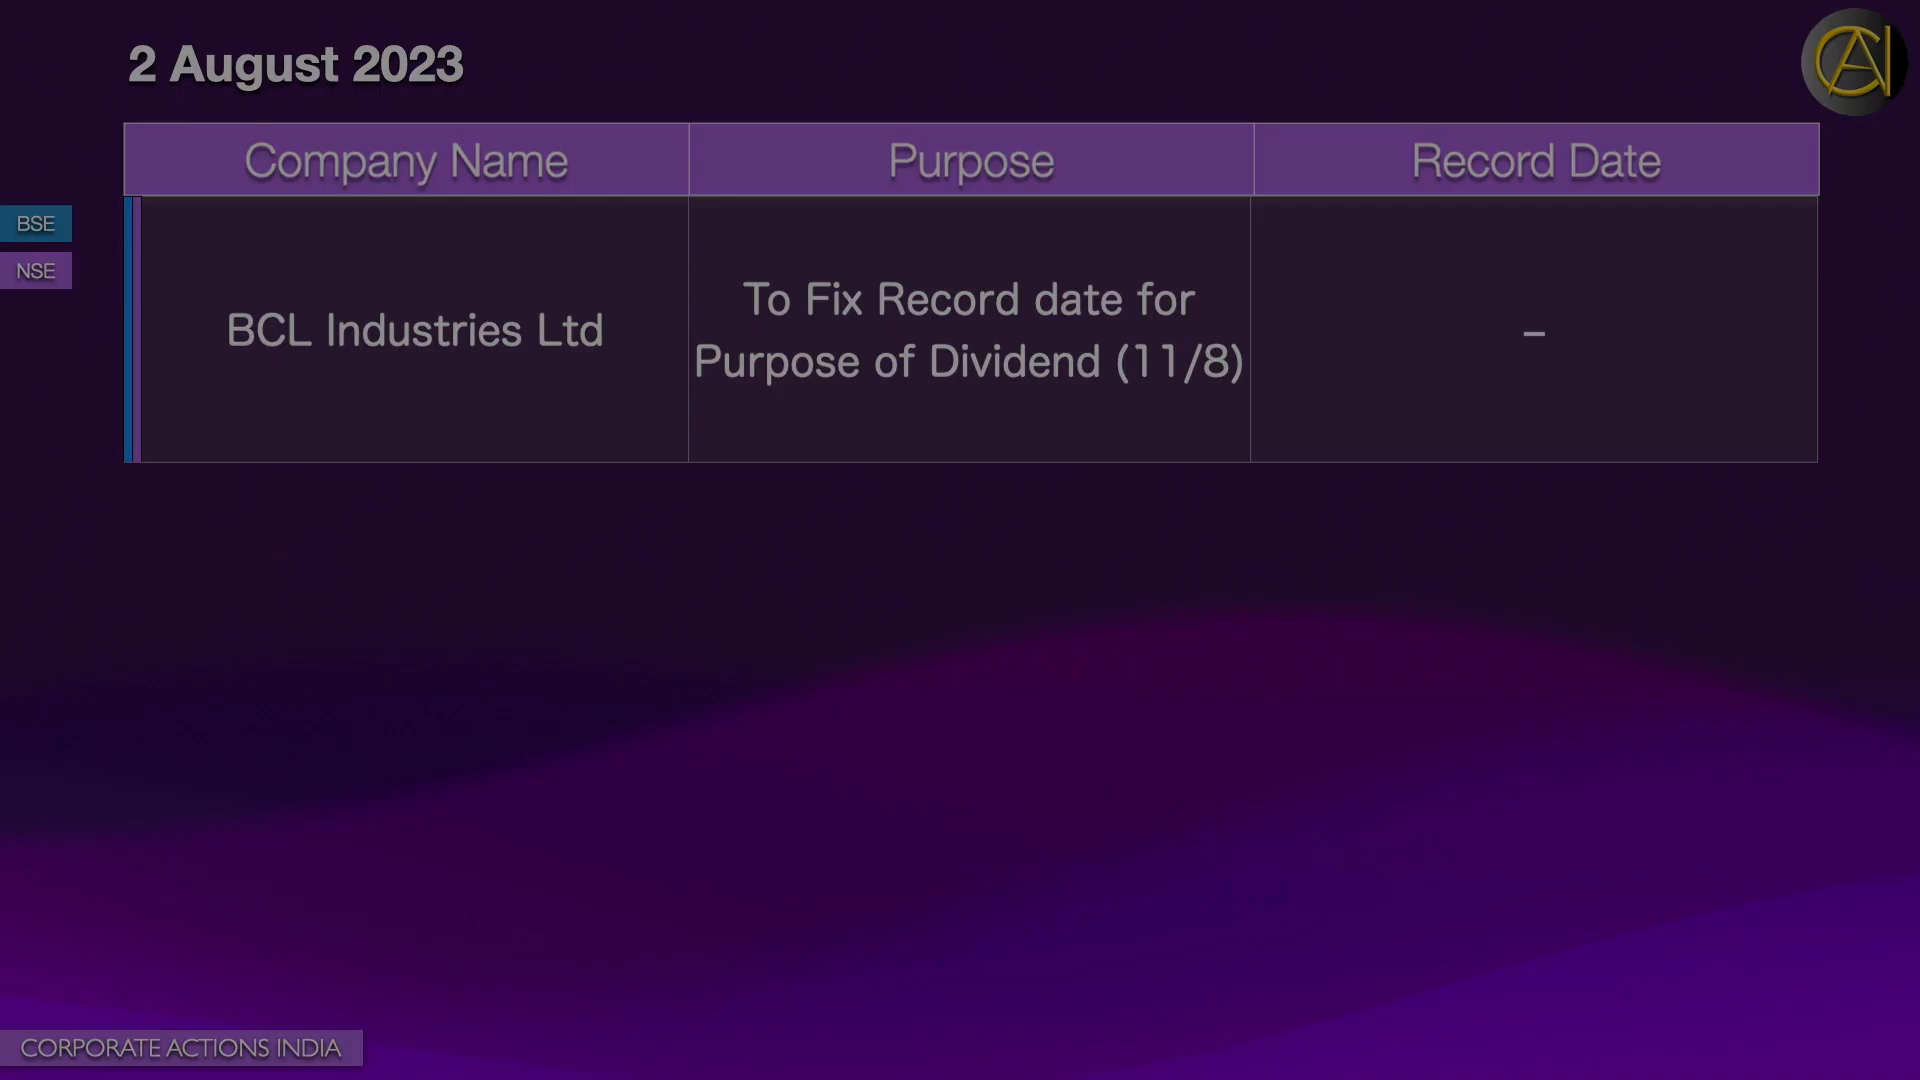 2 August 2023
CAI
Company Name
Purpose
Record Date
BSE
NSE
BCL Industries Ltd
To Fix Record date for
Purpose of Dividend (11/8)
–
CORPORATE ACTIONS INDIA